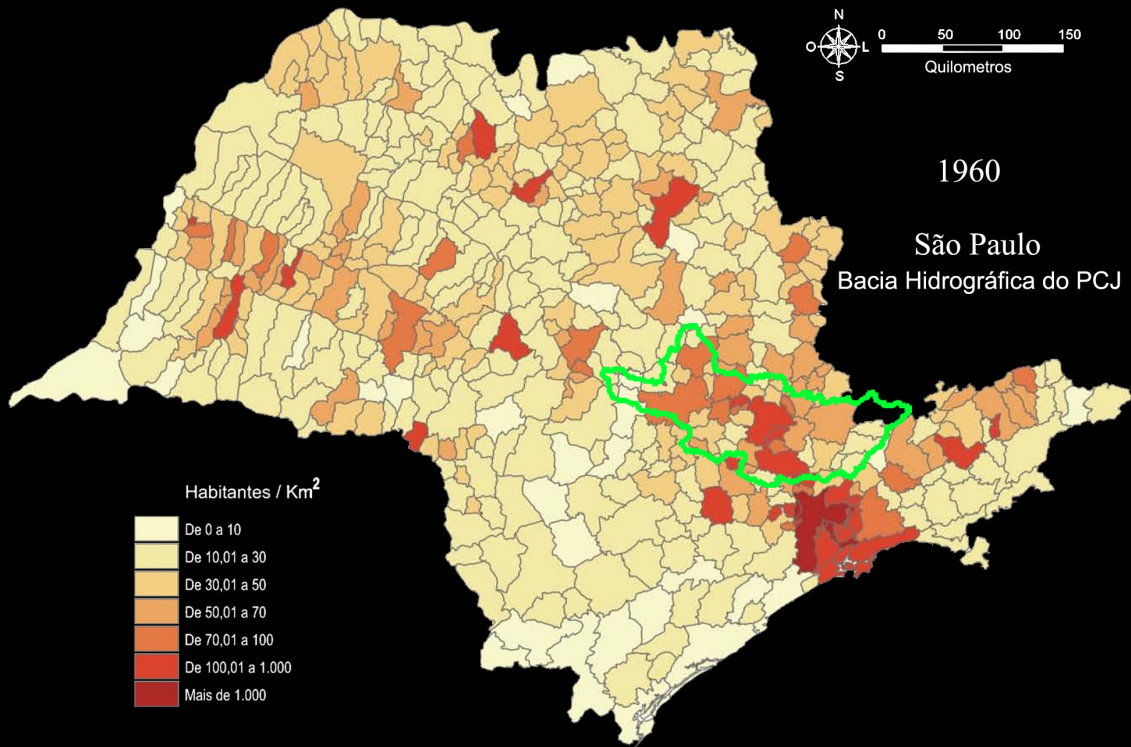 N
O L
S
0 50 100 150
Quilometros
1960
São Paulo
Bacia Hidrográfica do PCJ
Habitantes / Km²
De 0 a 10
De 10,01 a 30
De 30,01 a 50
De 50,01 a 70
De 70,01 a 100
De 100,01 a 1.000
Mais de 1.000